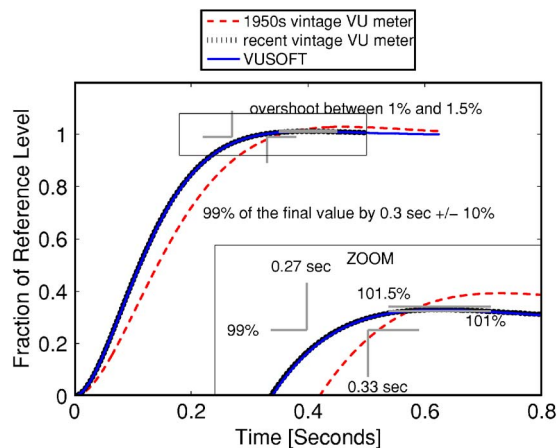 1950s vintage VU meter
recent vintage VU meter
VUSOFT
Fraction of Reference Level
1
0.8
0.6
0.4
0.2
0
overshoot between 1% and 1.5%
99% of the final value by 0.3 sec +/- 10%
ZOOM
0.27 sec
101.5%
99%
101%
0.33 sec
0 0.2 0.4 0.6 0.8
Time [Seconds]